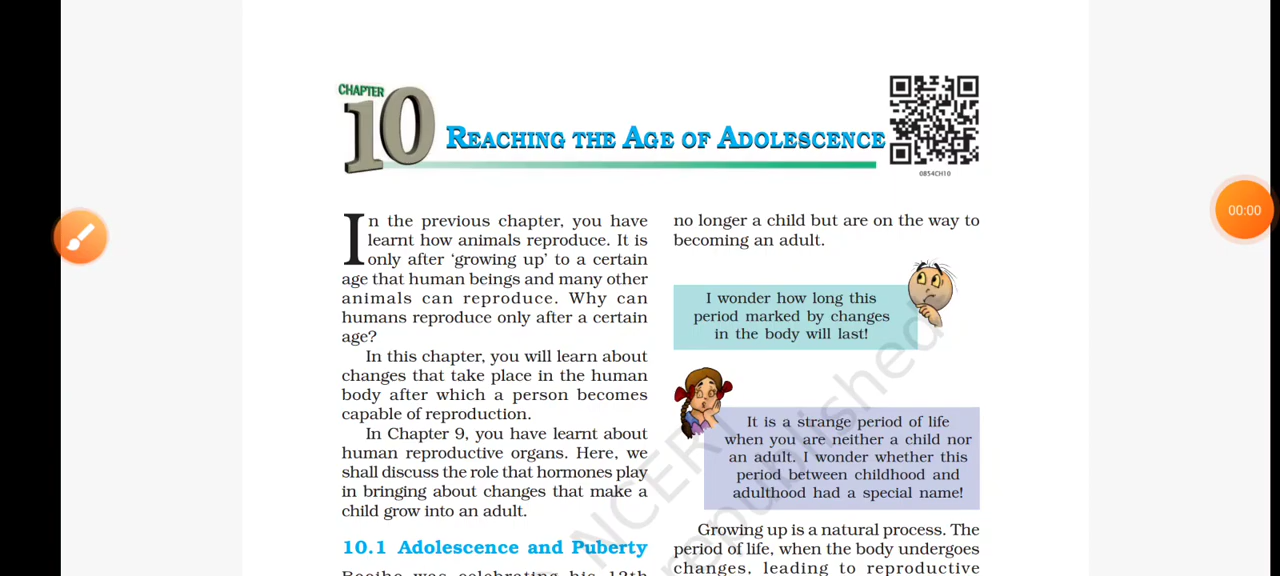 CHAPTER
10
REACHING THE AGE OF ADOLESCENCE
0854CH10
In the previous chapter, you have
learnt how animals reproduce. It is
only after ‘growing up’ to a certain
age that human beings and many other
animals can reproduce. Why can
humans reproduce only after a certain
age?
In this chapter, you will learn about
changes that take place in the human
body after which a person becomes
capable of reproduction.
In Chapter 9, you have learnt about
human reproductive organs. Here, we
shall discuss the role that hormones play
in bringing about changes that make a
child grow into an adult.
10.1 Adolescence and Puberty
was celebrating his 12th
no longer a child but are on the way to
becoming an adult.
I wonder how long this
period marked by changes
in the body will last!
It is a strange period of life
when you are neither a child nor
an adult. I wonder whether this
period between childhood and
adulthood had a special name!
Growing up is a natural process. The
period of life, when the body undergoes
changes, leading to reproductive
NCERT
republished
00:00